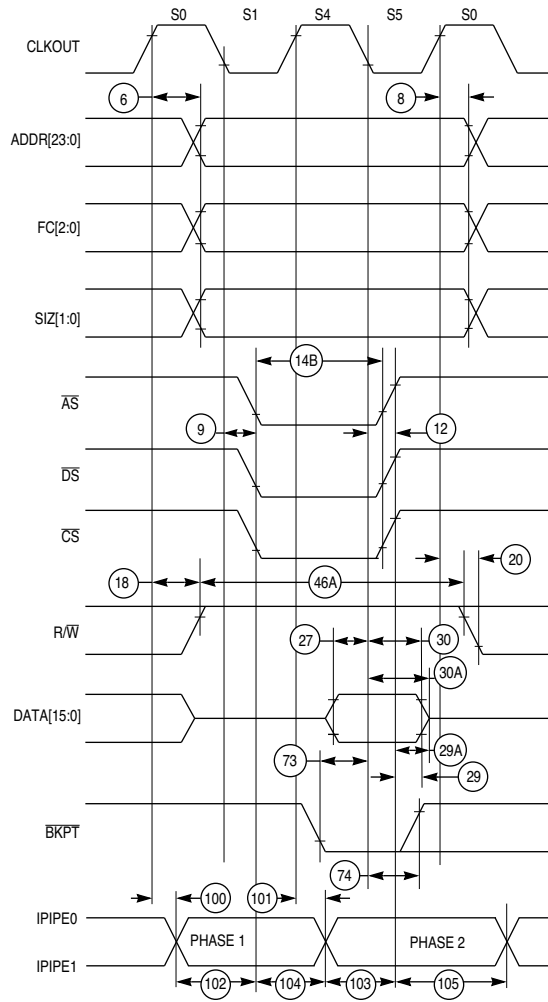 S0 S1 S4 S5 S0
CLKOUT
6 8
ADDR[23:0]
FC[2:0]
SIZ[1:0]
14B
AS
9 12
DS
CS
20
18 46A
R/W
27 30
30A
DATA[15:0]
29A
73 29
BKPT
74
100 101
IPIPE0
PHASE 1 PHASE 2
IPIPE1
102 104 103 105